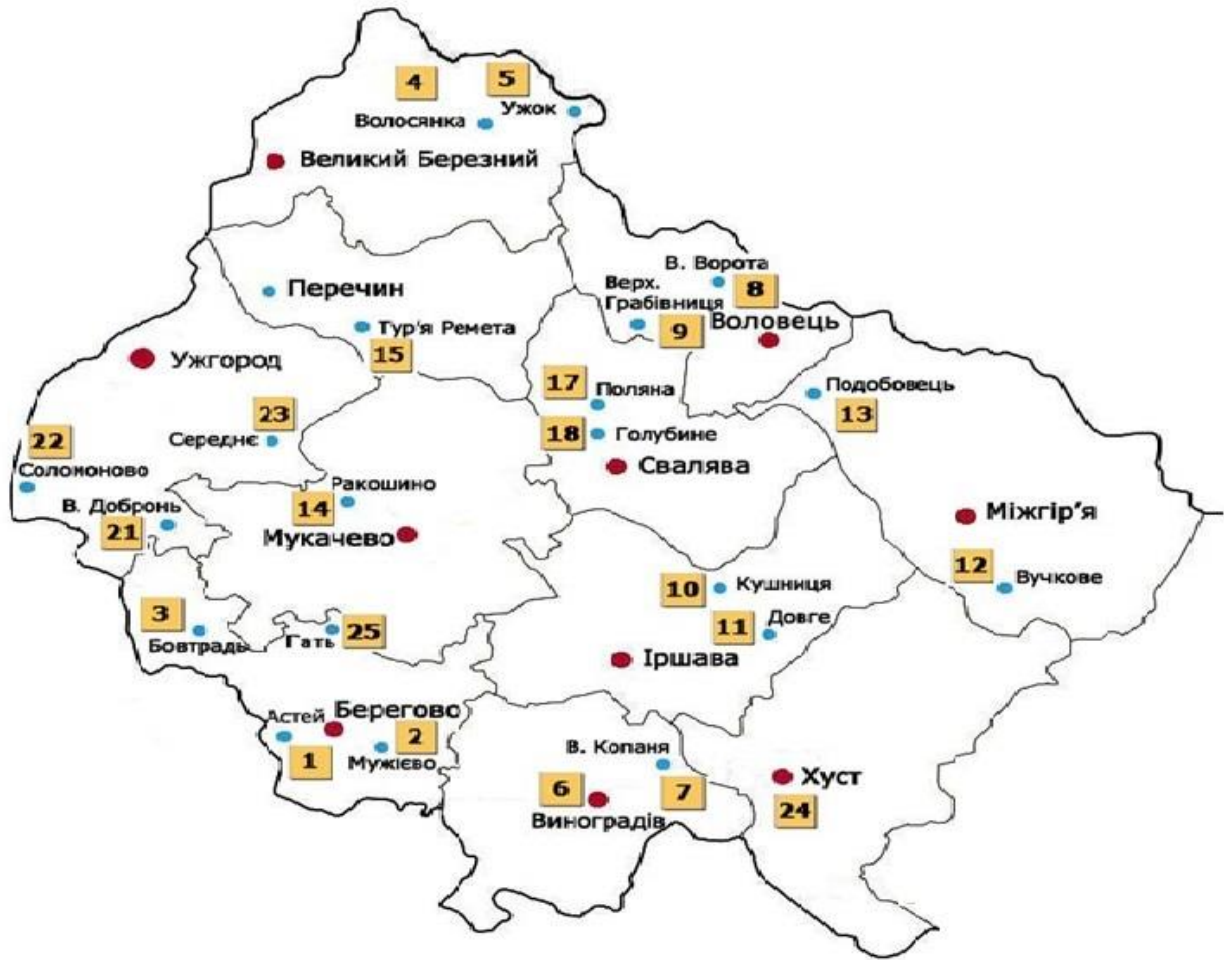 4
5
Ужок
Волосянка
Великий Березний
В. Ворота
Верх.
Грабівниця
8
Перечин
9
Воловець
Тур'я Ремета
15
Ужгород
17
Поляна
Подобовець
13
23
Середнє
18
Голубине
22
Соломоново
Свалява
Ракошино
В. Добронь
14
21
Мукачево
Міжгір'я
12
Вучкове
10
Кушниця
3
Бовтрадь
Гать
25
11
Довге
Іршава
Астей
Берегово
2
1
Мужієво
В. Копаня
6
7
Виноградів
Хуст
24